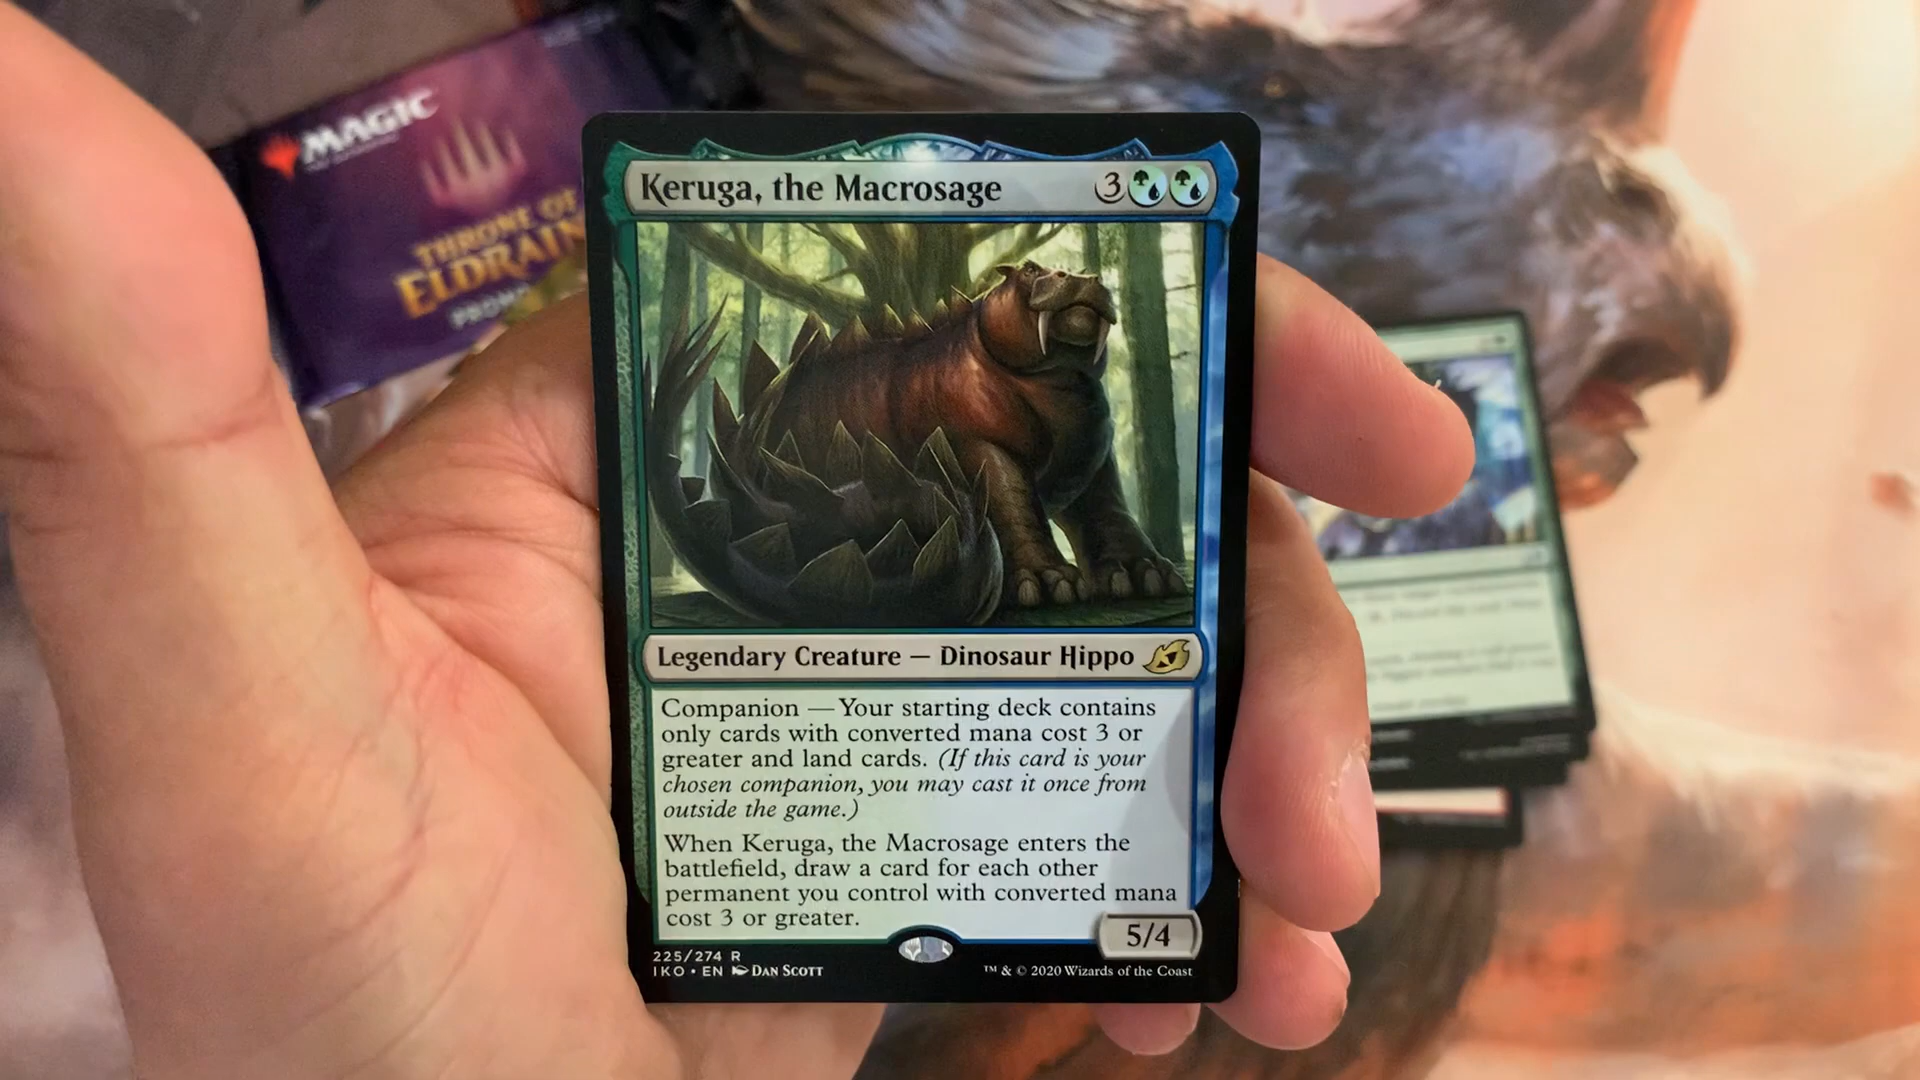 MAGIC
THRONE OF
ELDRAINE
Keruga, the Macrosage 3
Legendary Creature — Dinosaur Hippo
Companion — Your starting deck contains
only cards with converted mana cost 3 or
greater and land cards. (If this card is your
chosen companion, you may cast it once from
outside the game.)
When Keruga, the Macrosage enters the
battlefield, draw a card for each other
permanent you control with converted mana
cost 3 or greater.
5/4
225/274 R
IKO • EN DAN SCOTT
™ & © 2020 Wizards of the Coast